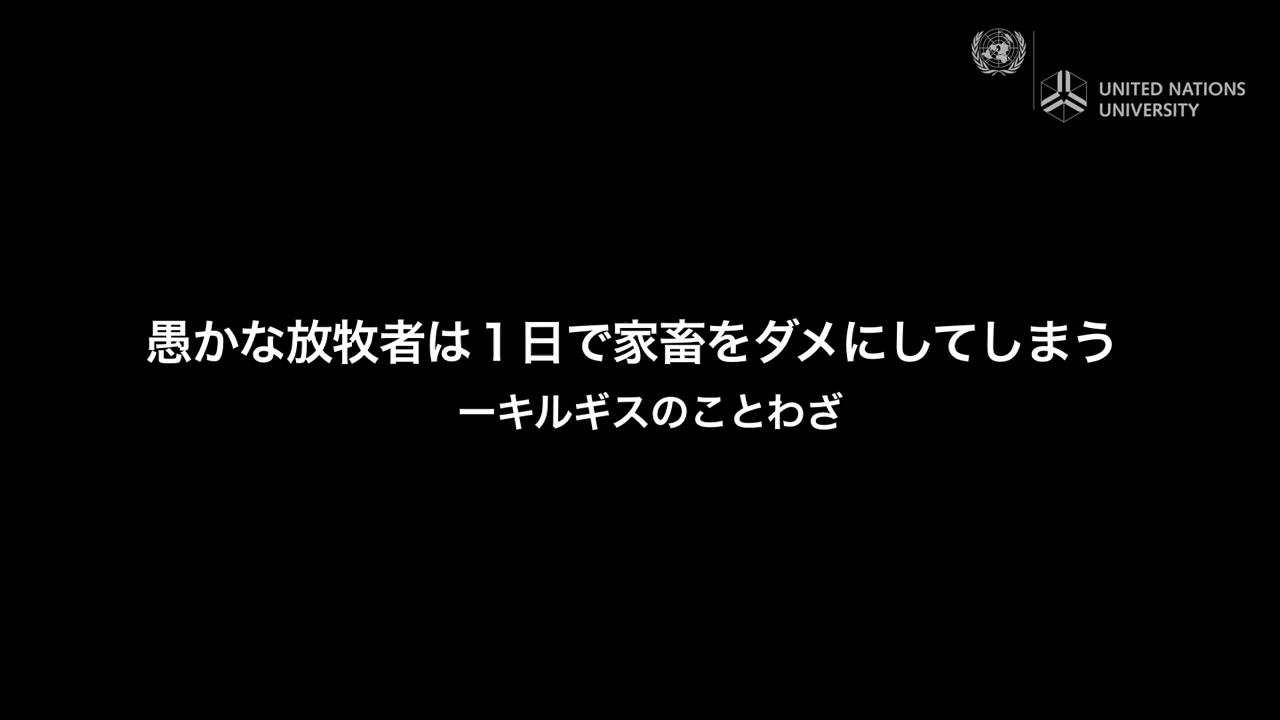 UNITED NATIONS
UNIVERSITY
愚かな放牧者は１日で家畜をダメにしてしまう
ーキルギスのことわざ